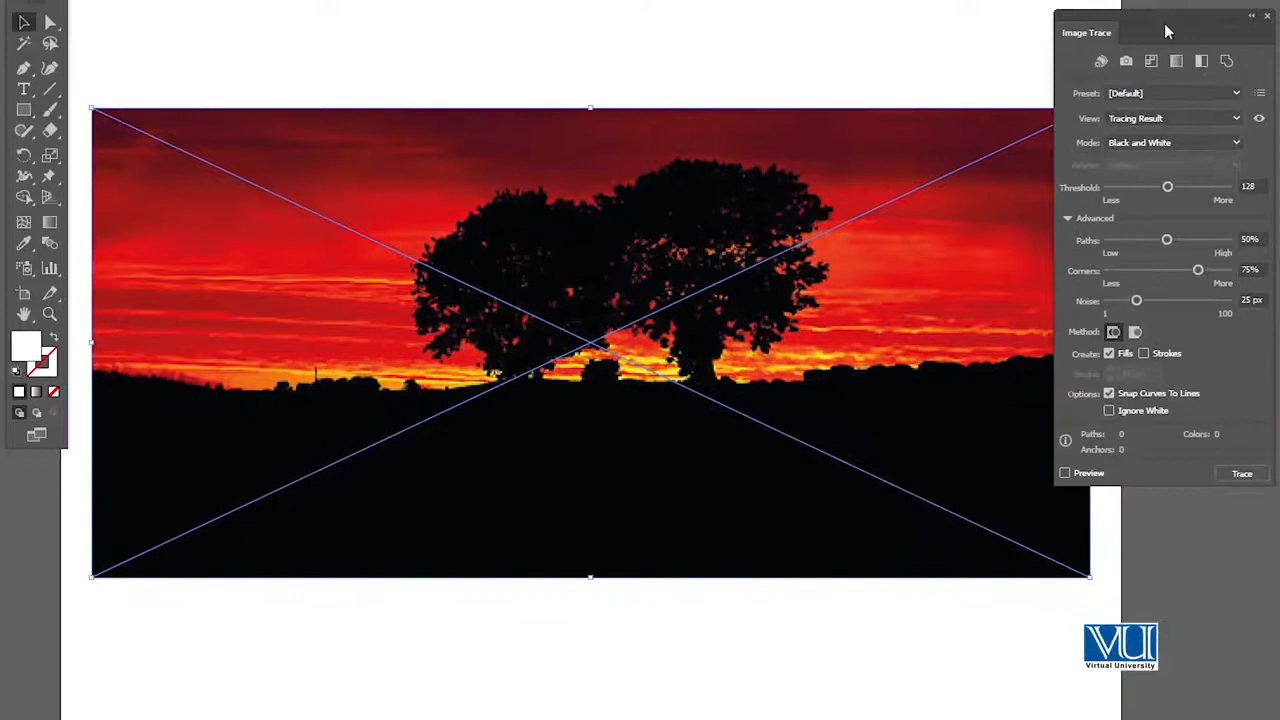 Image Trace
Preset: [Default]
View: Tracing Result
Mode: Black and White
Threshold: 128
Less More
Advanced
Paths: 50%
Low High
Corners: 75%
Less More
Noise: 25 px
1 100
Method:
Create: Fills Strokes
Options: Snap Curves To Lines
Ignore White
Paths: 0 Colors: 0
Anchors: 0
Preview Trace
VU
Virtual University